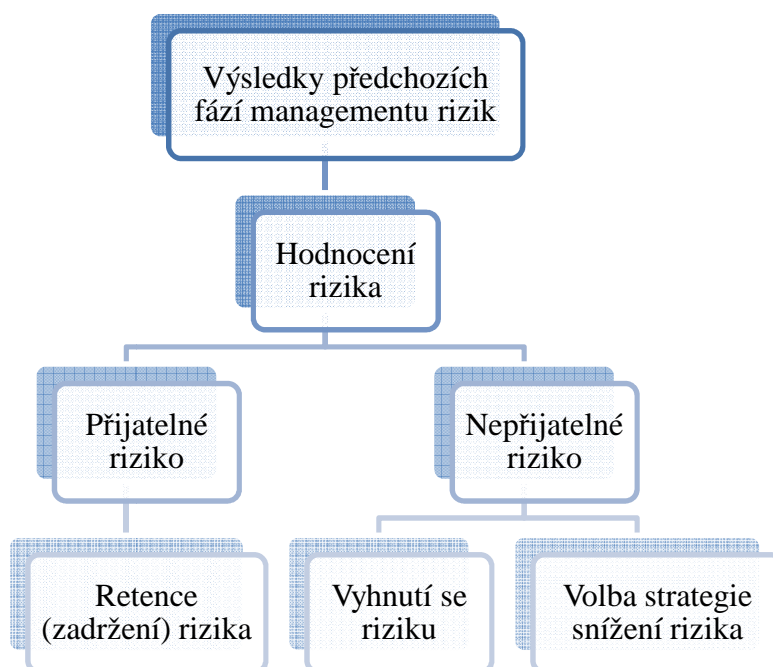 Výsledky předchozích
fází managementu rizik
Hodnocení
rizika
Přijatelné
riziko
Nepřijatelné
riziko
Retence
(zadržení) rizika
Vyhnutí se
riziku
Volba strategie
snížení rizika